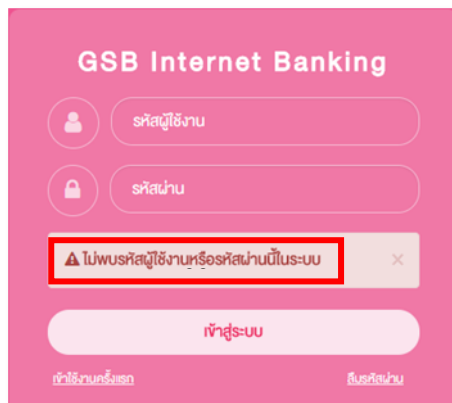 GSB Internet Banking
รหัสผู้ใช้งาน
รหัสผ่าน
ไม่พบรหัสผู้ใช้งานหรือรหัสผ่านนี้ในระบบ ×
เข้าสู่ระบบ
เข้าใช้งานครั้งแรก ลืมรหัสผ่าน